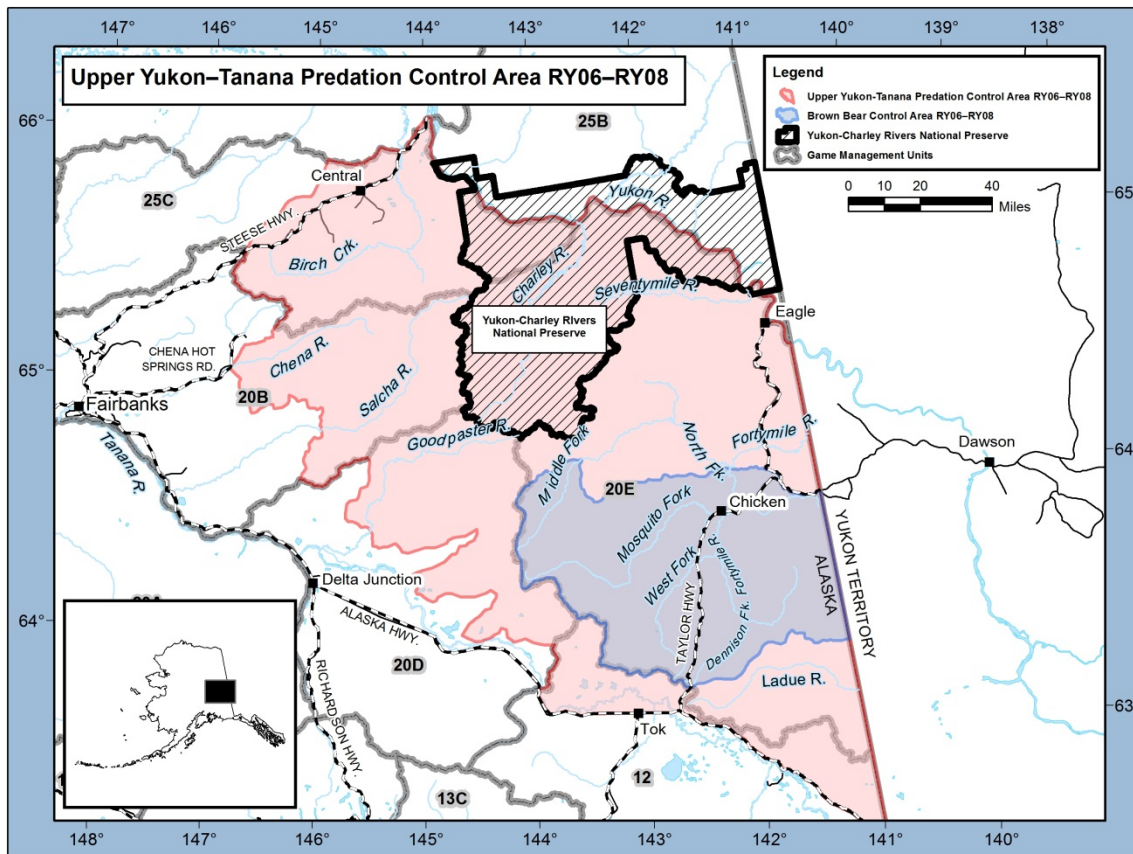 147° 146° 145° 144° 143° 142° 141° 140° 139° 138°
Upper Yukon–Tanana Predation Control Area RY06–RY08
Legend
Upper Yukon-Tanana Predation Control Area RY06–RY08
Brown Bear Control Area RY06–RY08
Yukon-Charley Rivers National Preserve
Game Management Units
0 10 20 40
Miles
66°
25B
65°
Central
25C
Yukon R.
STEESE HWY.
Birch Crk.
Charley R.
Seventymile R.
Eagle
Yukon-Charley Rivers
National Preserve
CHENA HOT
SPRINGS RD.
Chena R.
65°
Salcha R.
20B
Fairbanks
Goodpaster R.
Tanana R.
Middle Fork
North Fk.
Fortymile R.
64°
Dawson
20E
Chicken
Mosquito Fork
West Fork
Dennison Fk. Fortymile R.
ALASKA
YUKON TERRITORY
Delta Junction
ALASKA HWY.
TAYLOR HWY
64°
20D
RICHARDSON HWY.
Ladue R.
63°
Tok
12
13C
148° 147° 146° 145° 144° 143° 142° 141° 140°